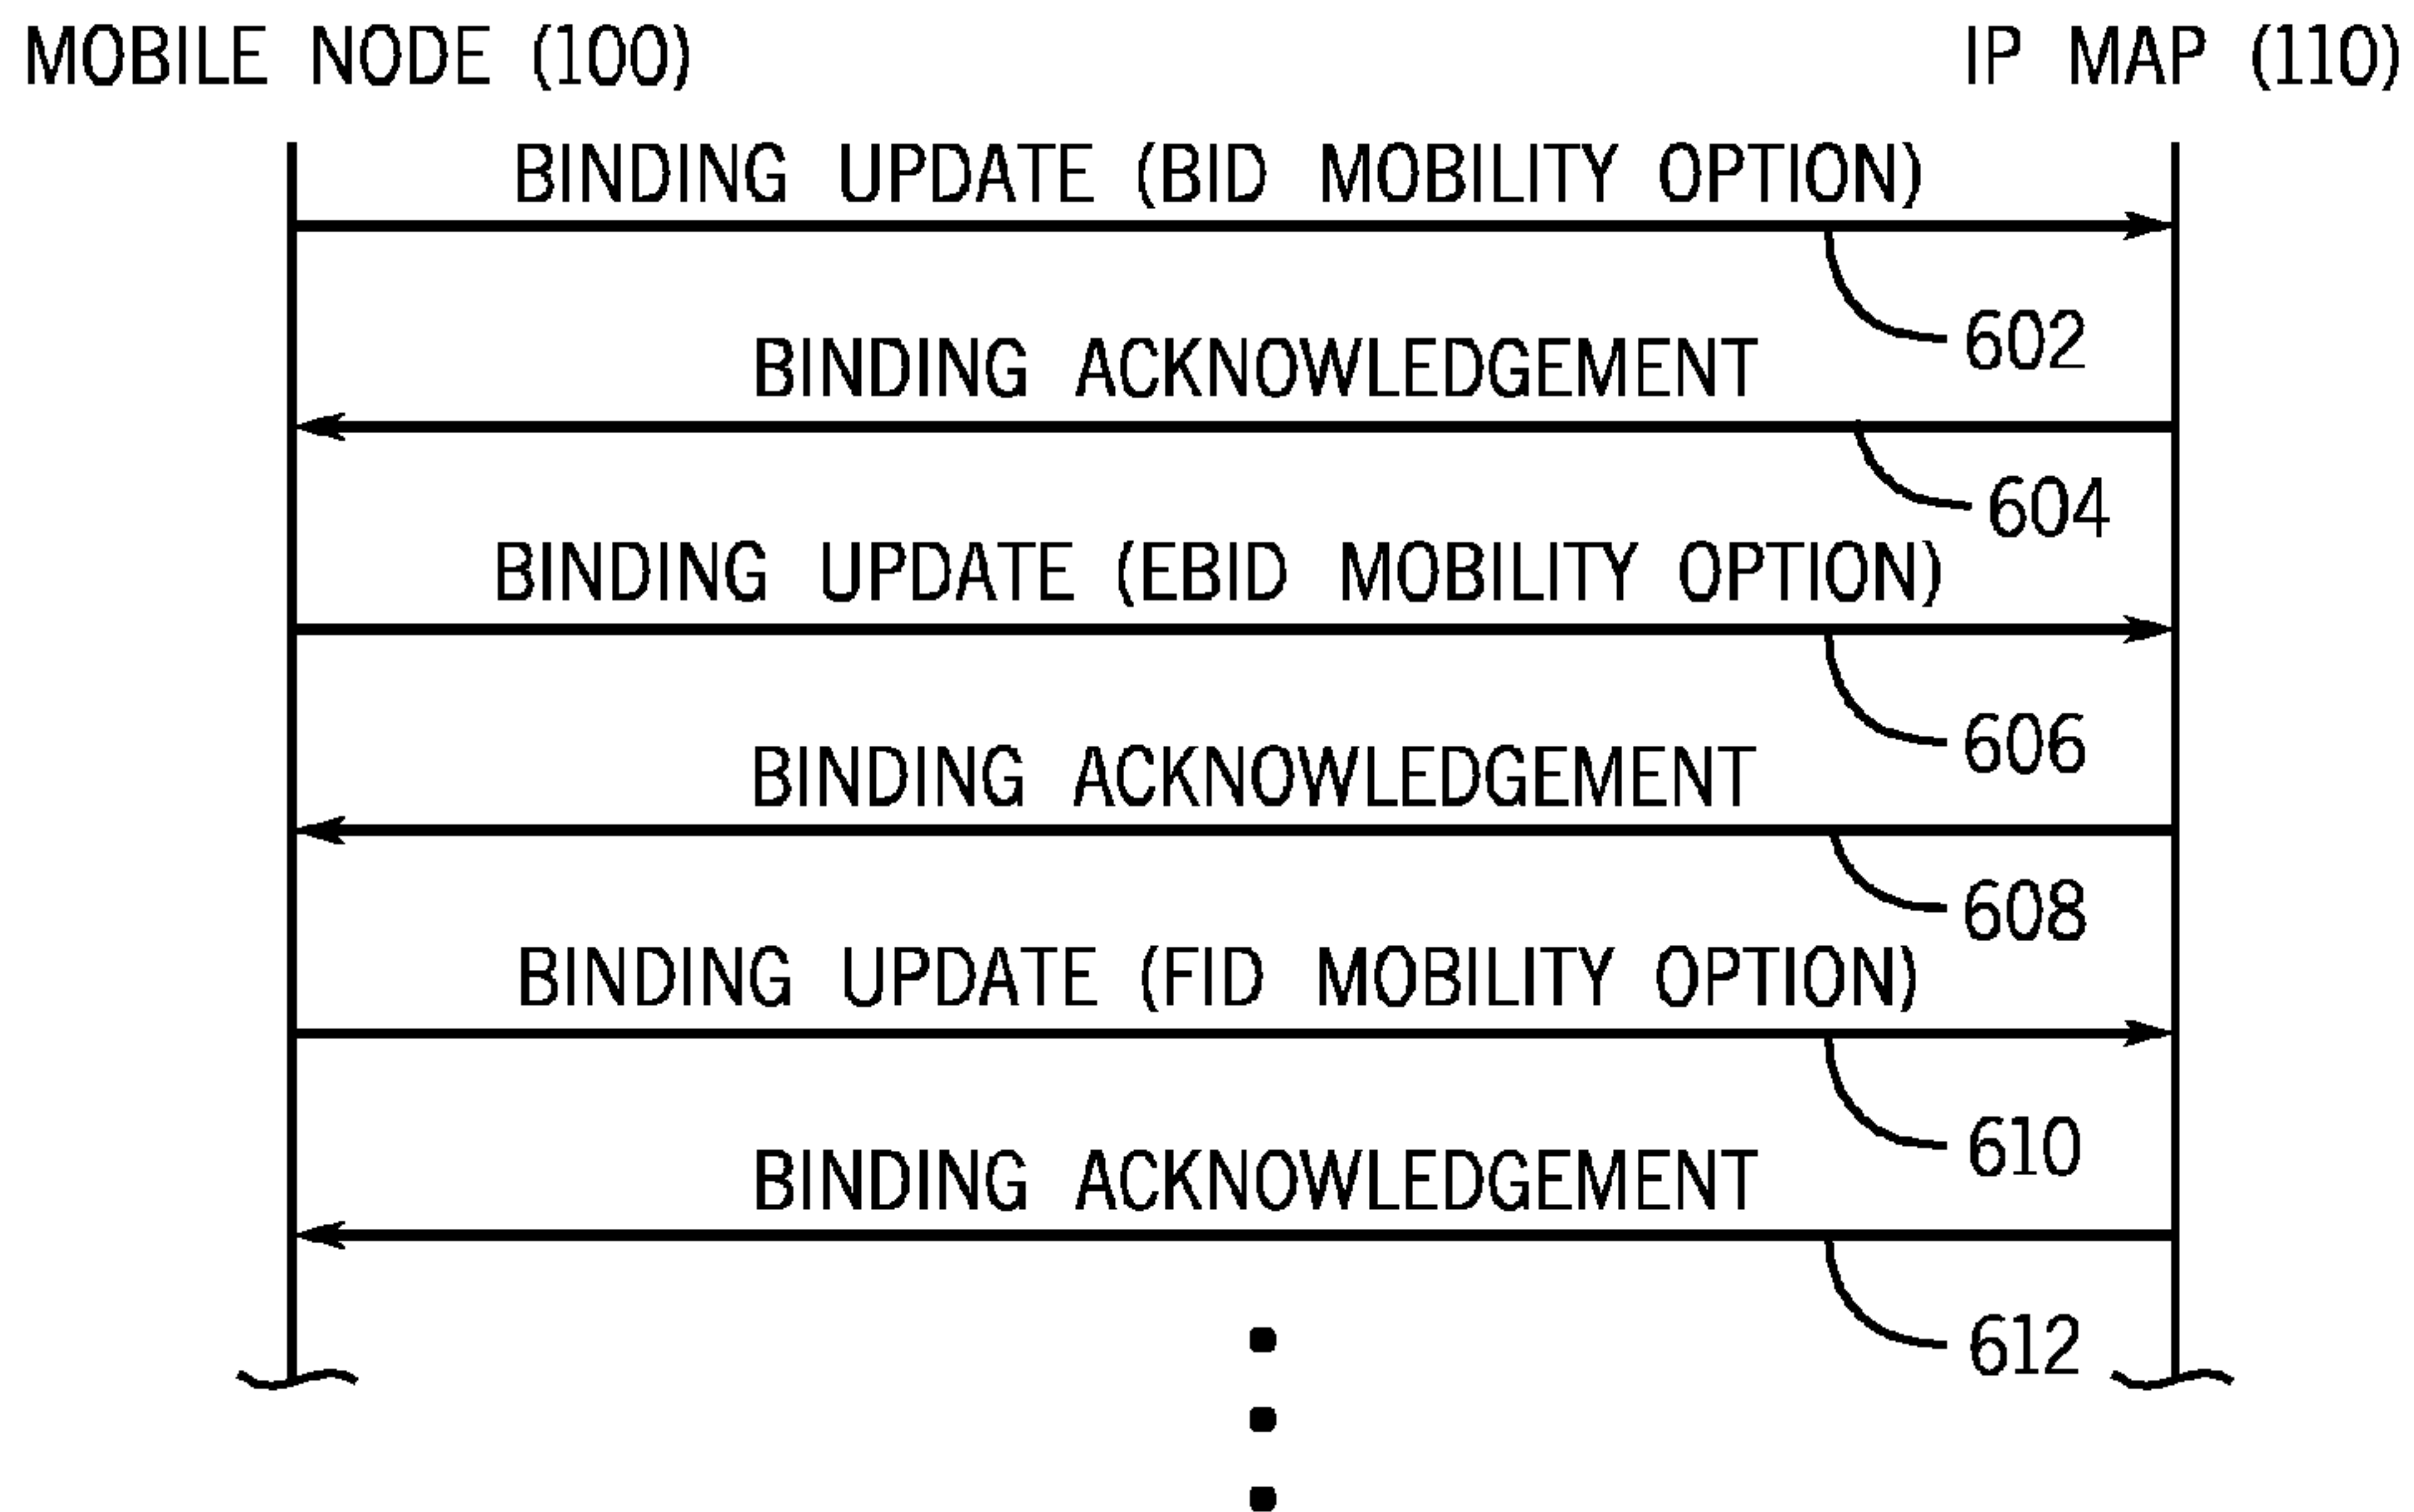 MOBILE NODE (100) IP MAP (110)
BINDING UPDATE (BID MOBILITY OPTION)
602
BINDING ACKNOWLEDGEMENT
604
BINDING UPDATE (EBID MOBILITY OPTION)
606
BINDING ACKNOWLEDGEMENT
608
BINDING UPDATE (FID MOBILITY OPTION)
610
BINDING ACKNOWLEDGEMENT
612